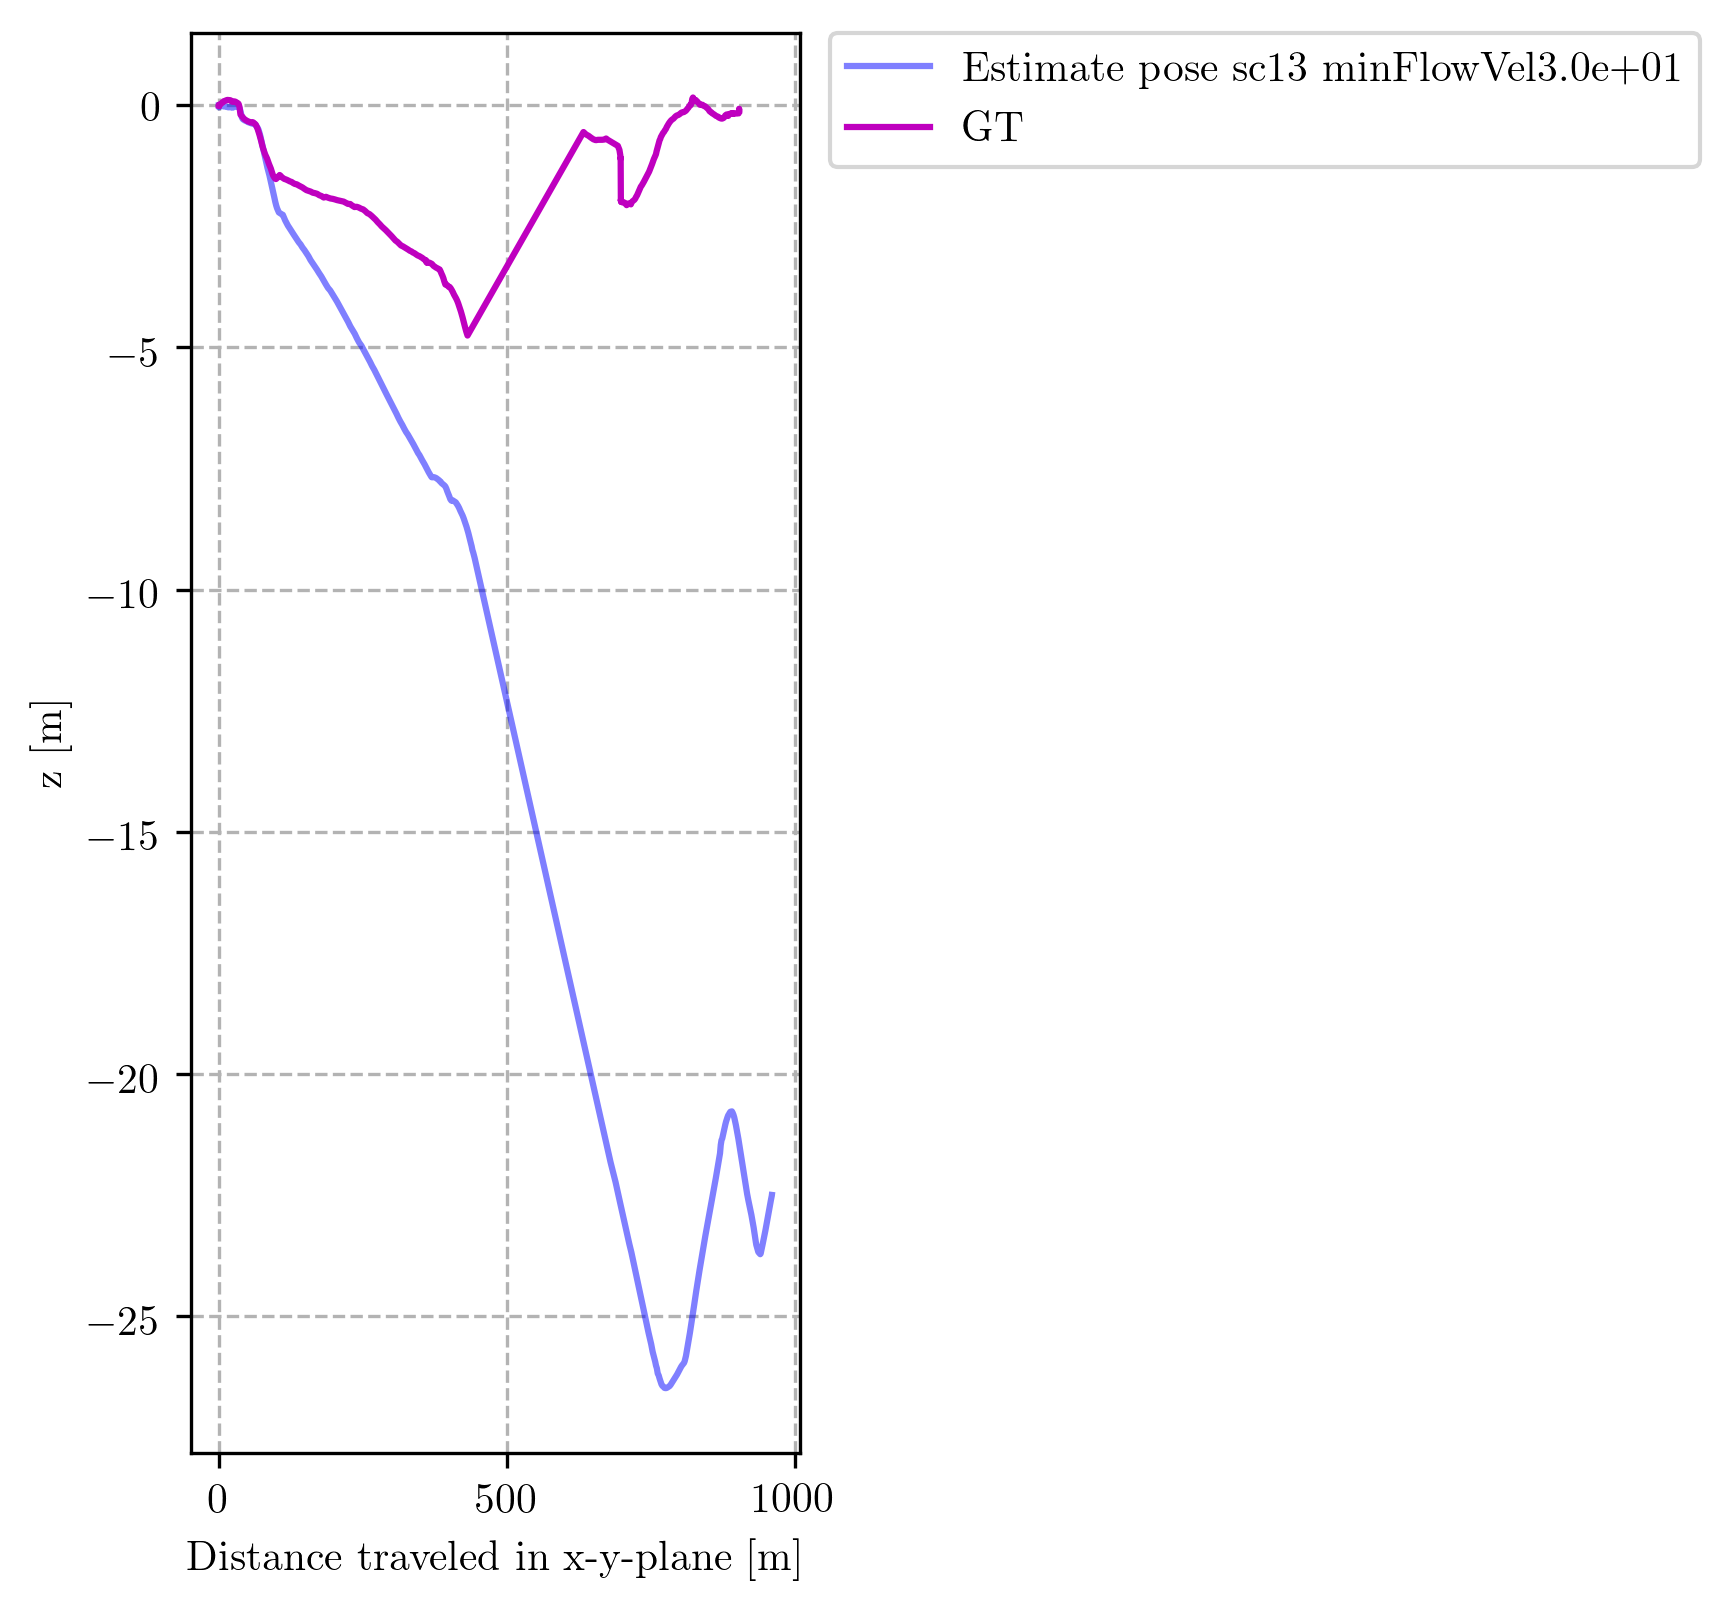 Estimate pose sc13 minFlowVel3.0e+01
GT
0
−5
−10
−15
−20
−25
z [m]
0 500 1000
Distance traveled in x-y-plane [m]